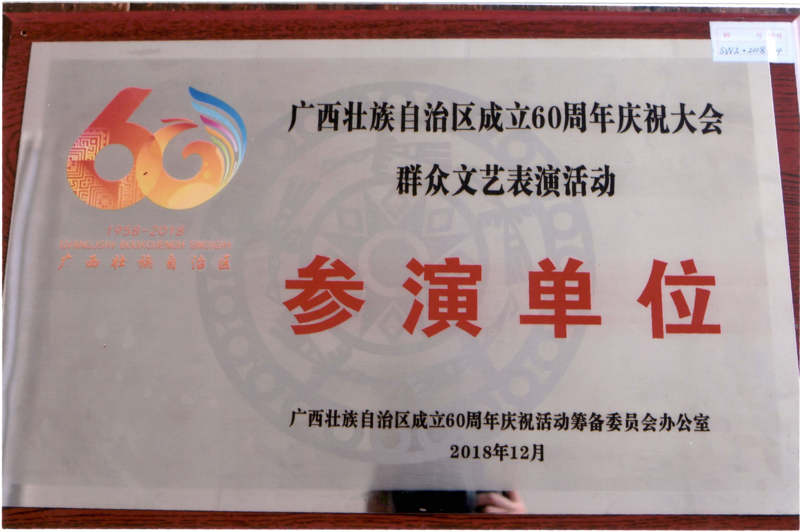 SWZ·2018
60
广西壮族自治区成立60周年庆祝大会
群众文艺表演活动
1958-2018
广西壮族自治区
参演单位
广西壮族自治区成立60周年庆祝活动筹备委员会办公室
2018年12月